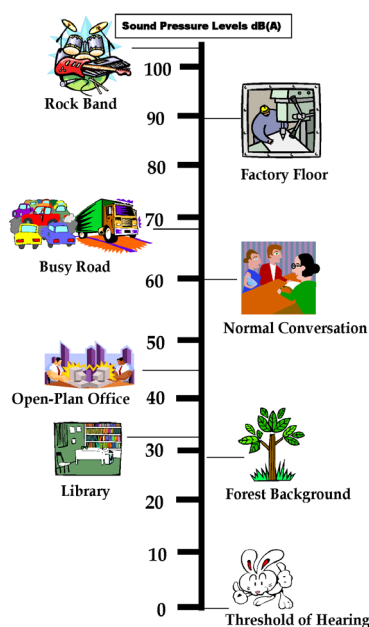 Sound Pressure Levels dB(A)
100
Rock Band
90
80
Factory Floor
70
Busy Road
60
Normal Conversation
50
Open-Plan Office
40
30
Library
Forest Background
20
10
0
Threshold of Hearing